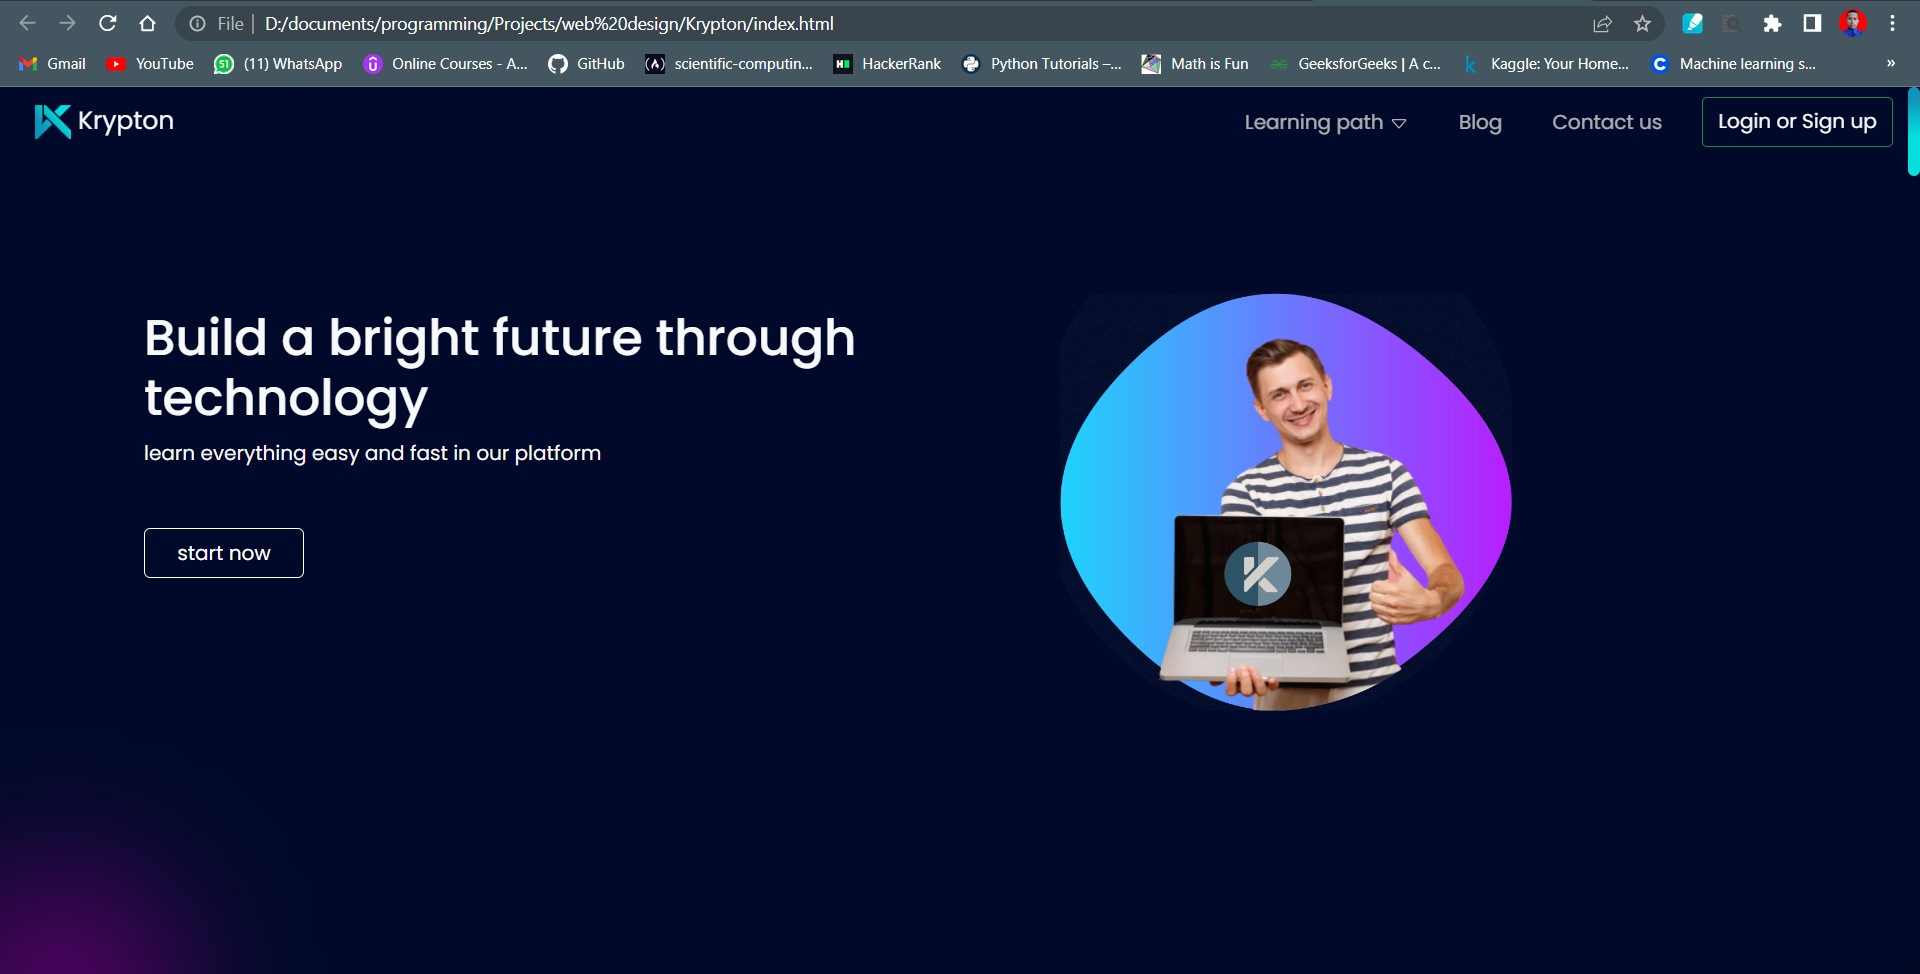 File | D:/documents/programming/Projects/web%20design/Krypton/index.html
Gmail YouTube 51 (11) WhatsApp Online Courses - A... GitHub (A) scientific-computin... HackerRank Python Tutorials –... Math is Fun GeeksforGeeks | A c... Kaggle: Your Home... Machine learning s... »
Krypton Learning path Blog Contact us Login or Sign up
Build a bright future through
technology
learn everything easy and fast in our platform
start now